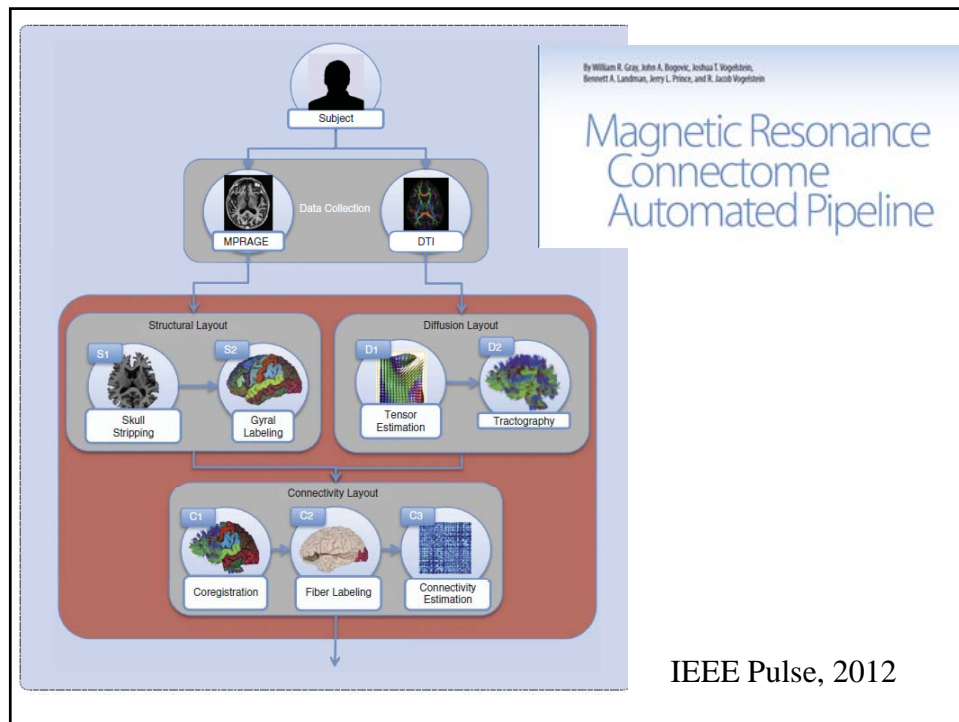 By William R. Gray, John A. Bogovic, Joshua T. Vogelstein,
Bennett A. Landman, Jerry L. Prince, and R. Jacob Vogelstein
Magnetic Resonance
Connectome
Automated Pipeline
Subject
Data Collection
MPRAGE
DTI
Structural Layout
S1
Skull
Stripping
S2
Gyral
Labeling
Diffusion Layout
D1
Tensor
Estimation
D2
Tractography
Connectivity Layout
C1
Coregistration
C2
Fiber Labeling
C3
Connectivity
Estimation
IEEE Pulse, 2012